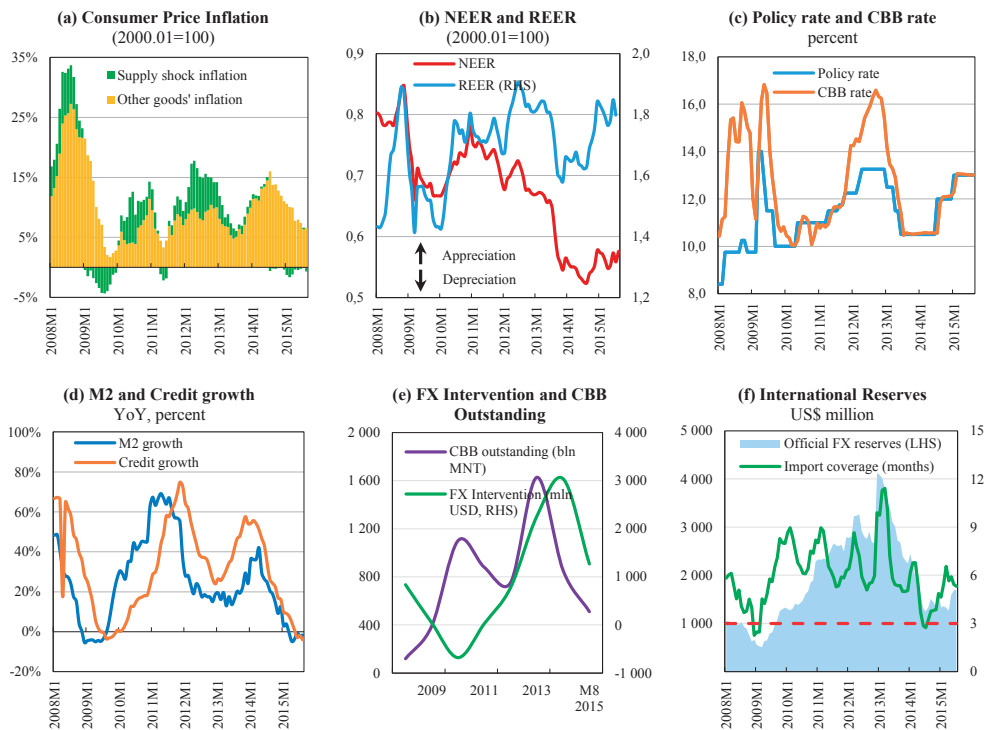 (a) Consumer Price Inflation
(2000.01=100)
35%
25%
15%
5%
-5%
Supply shock inflation
Other goods' inflation
2008M1
2009M1
2010M1
2011M1
2012M1
2013M1
2014M1
2015M1
(b) NEER and REER
(2000.01=100)
0,9
0,8
0,7
0,6
0,5
2,0
1,8
1,6
1,4
1,2
NEER
REER (RHS)
Appreciation
Depreciation
2008M1
2009M1
2010M1
2011M1
2012M1
2013M1
2014M1
2015M1
(c) Policy rate and CBB rate
percent
18,0
16,0
14,0
12,0
10,0
8,0
Policy rate
CBB rate
2008M1
2009M1
2010M1
2011M1
2012M1
2013M1
2014M1
2015M1
(d) M2 and Credit growth
YoY, percent
100%
80%
60%
40%
20%
0%
-20%
M2 growth
Credit growth
2008M1
2009M1
2010M1
2011M1
2012M1
2013M1
2014M1
2015M1
(e) FX Intervention and CBB
Outstanding
2 000
1 600
1 200
800
400
0
4 000
3 000
2 000
1 000
0
-1 000
CBB outstanding (bln
MNT)
FX Intervention (mln
USD, RHS)
2009
2011
2013
M8
2015
(f) International Reserves
US$ million
5 000
4 000
3 000
2 000
1 000
0
15
12
9
6
3
0
Official FX reserves (LHS)
Import coverage (months)
2008M1
2009M1
2010M1
2011M1
2012M1
2013M1
2014M1
2015M1